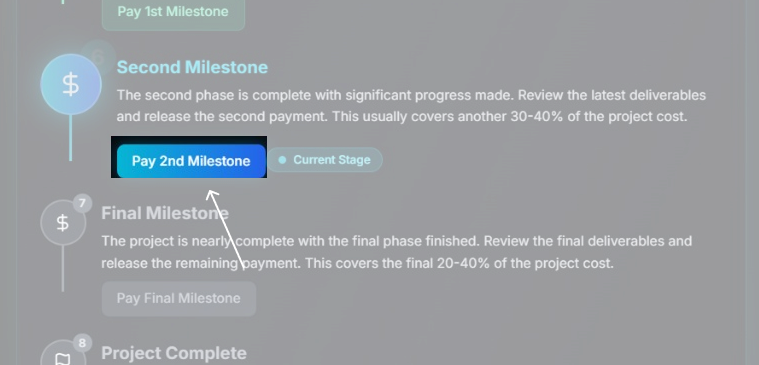 Pay 1st Milestone
Second Milestone
The second phase is complete with significant progress made. Review the latest deliverables
and release the second payment. This usually covers another 30-40% of the project cost.
Pay 2nd Milestone
Current Stage
7
Final Milestone
The project is nearly complete with the final phase finished. Review the final deliverables and
release the remaining payment. This covers the final 20-40% of the project cost.
Pay Final Milestone
8
Project Complete